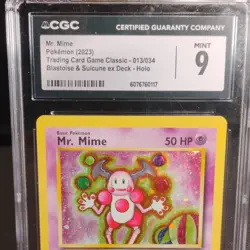 CGC CERTIFIED GUARANTY COMPANY
Mr. Mime
Pokémon (2023)
Trading Card Game Classic - 013/034
Blastoise & Suicune ex Deck - Holo
MINT
9
6076760117
Basic Pokémon
Mr. Mime 50 HP